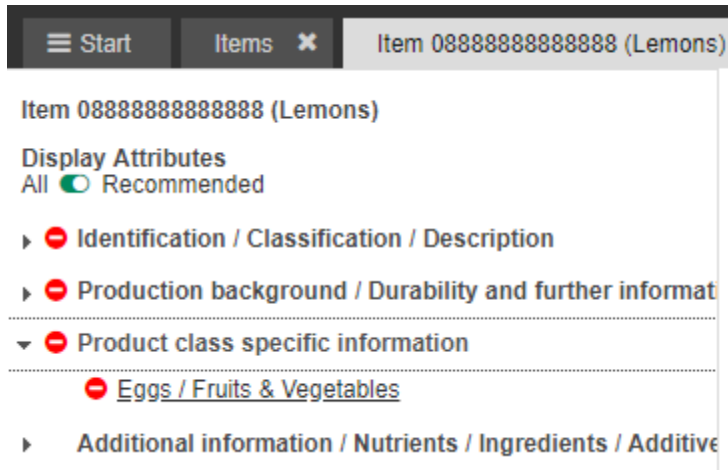 Start Items Item 08888888888888 (Lemons)
Item 08888888888888 (Lemons)
Display Attributes
All Recommended
Identification / Classification / Description
Production background / Durability and further informati
Product class specific information
Eggs / Fruits & Vegetables
Additional information / Nutrients / Ingredients / Additive